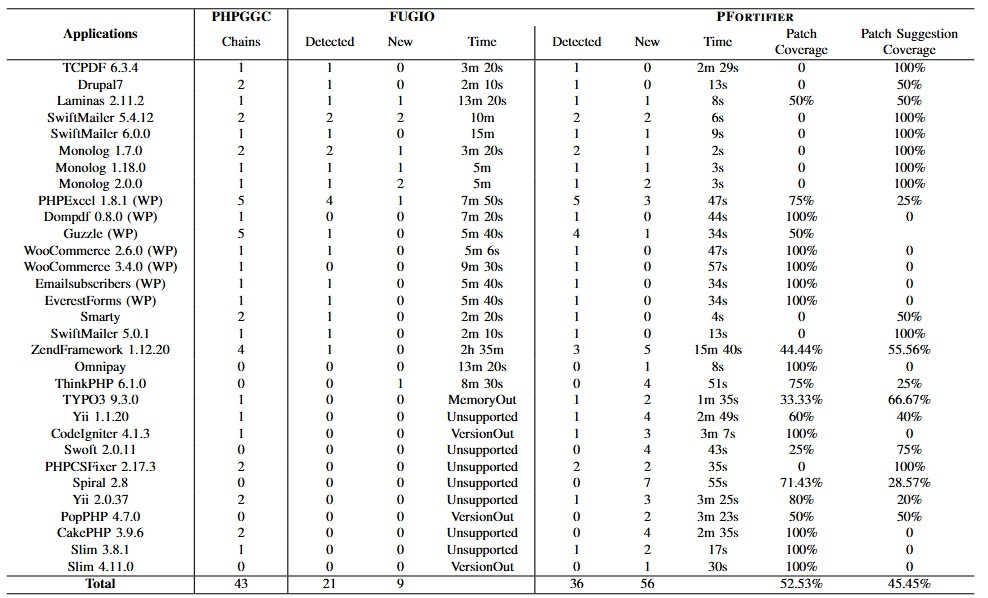 PHPGGC FUGIO PFORTIFIER
Applications Chains Detected New Time Detected New Time Patch Coverage Patch Suggestion Coverage
TCPDF 6.3.4 1 1 0 3m 20s 1 0 2m 29s 0 100%
Drupal7 2 1 0 2m 10s 1 0 13s 0 50%
Laminas 2.11.2 1 1 1 13m 20s 1 1 8s 50% 50%
SwiftMailer 5.4.12 2 2 2 10m 2 2 6s 0 100%
SwiftMailer 6.0.0 1 1 0 15m 1 1 9s 0 100%
Monolog 1.7.0 2 2 1 3m 20s 2 1 2s 0 100%
Monolog 1.18.0 1 1 1 5m 1 1 3s 0 100%
Monolog 2.0.0 1 1 2 5m 1 2 3s 0 100%
PHPExcel 1.8.1 (WP) 5 4 1 7m 50s 5 3 47s 75% 25%
Dompdf 0.8.0 (WP) 1 0 0 7m 20s 1 0 44s 100% 0
Guzzle (WP) 5 1 0 5m 40s 4 1 34s 50%
WooCommerce 2.6.0 (WP) 1 1 0 5m 6s 1 0 47s 100% 0
WooCommerce 3.4.0 (WP) 1 0 0 9m 30s 1 0 57s 100% 0
Emailsubscribers (WP) 1 1 0 5m 40s 1 0 34s 100% 0
EverestForms (WP) 1 1 0 5m 40s 1 0 34s 100% 0
Smarty 2 1 0 2m 20s 1 0 4s 0 50%
SwiftMailer 5.0.1 1 1 0 2m 10s 1 0 13s 0 100%
ZendFramework 1.12.20 4 1 0 2h 35m 3 5 15m 40s 44.44% 55.56%
Omnipay 0 0 0 13m 20s 0 1 8s 100% 0
ThinkPHP 6.1.0 0 0 1 8m 30s 0 4 51s 75% 25%
TYPO3 9.3.0 1 0 0 MemoryOut 1 2 1m 35s 33.33% 66.67%
Yii 1.1.20 1 0 0 Unsupported 1 4 2m 49s 60% 40%
CodeIgniter 4.1.3 1 0 0 VersionOut 1 3 3m 7s 100% 0
Swoft 2.0.11 0 0 0 Unsupported 0 4 43s 25% 75%
PHPCSFixer 2.17.3 2 0 0 Unsupported 2 2 35s 0 100%
Spiral 2.8 0 0 0 Unsupported 0 7 55s 71.43% 28.57%
Yii 2.0.37 2 0 0 Unsupported 1 3 3m 25s 80% 20%
PopPHP 4.7.0 0 0 0 VersionOut 0 2 3m 23s 50% 50%
CakePHP 3.9.6 2 0 0 Unsupported 0 4 2m 35s 100% 0
Slim 3.8.1 1 0 0 Unsupported 1 2 17s 100% 0
Slim 4.11.0 0 0 0 VersionOut 0 1 30s 100% 0
Total 43 21 9 36 56 52.53% 45.45%